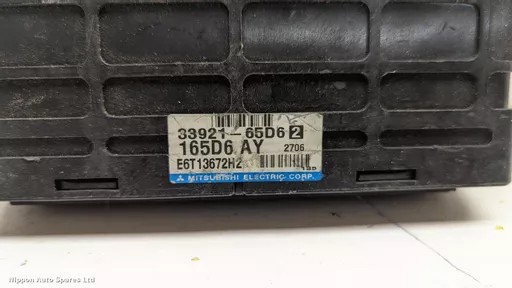 33921-65D6 2
165D6 AY 2706
E6T13672H2
MITSUBISHI ELECTRIC CORP.
Nippon Auto Spares Ltd